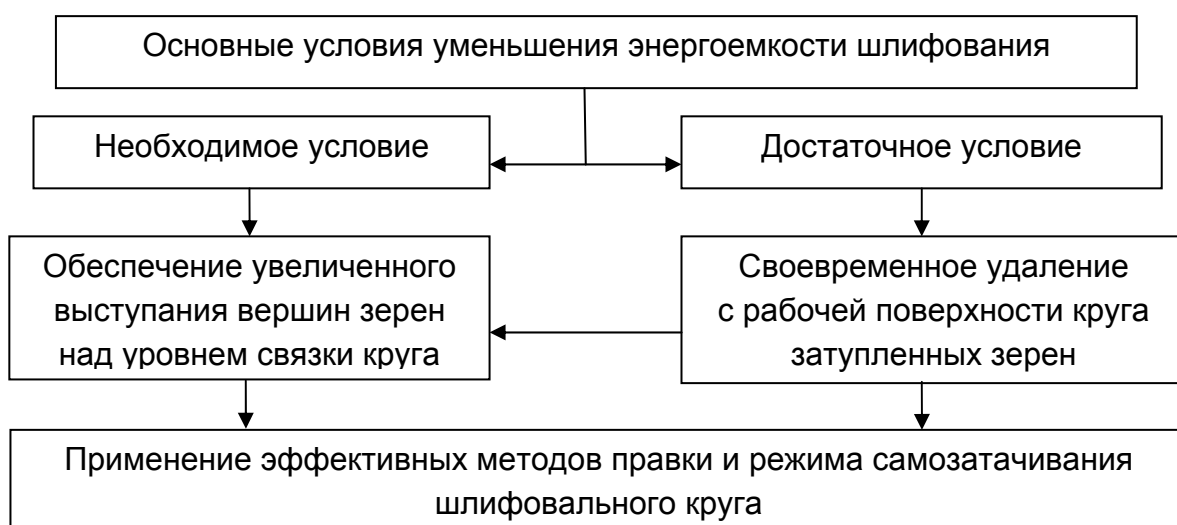 Основные условия уменьшения энергоемкости шлифования
Необходимое условие
Достаточное условие
Обеспечение увеличенного
выступания вершин зерен
над уровнем связки круга
Своевременное удаление
с рабочей поверхности круга
затупленных зерен
Применение эффективных методов правки и режима самозатачивания
шлифовального круга